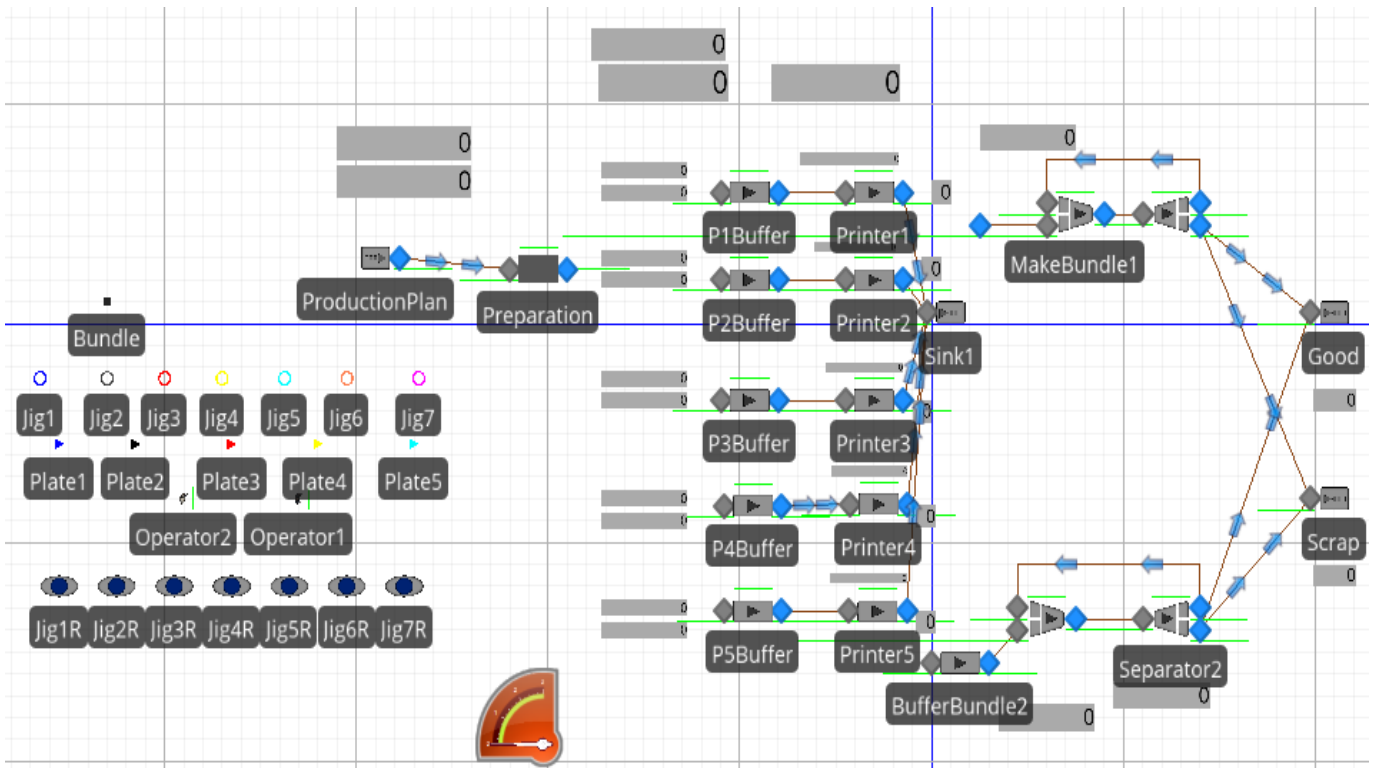 0
0 0
0
0
0
0
0
0
0
P1Buffer Printer1
MakeBundle1
0
0
0
ProductionPlan Preparation
P2Buffer Printer2
Bundle
Sink1 Good
0
0
0
0
Jig1 Jig2 Jig3 Jig4 Jig5 Jig6 Jig7
P3Buffer Printer3
Plate1 Plate2 Plate3 Plate4 Plate5
0
0
0
Operator2 Operator1
P4Buffer Printer4
Scrap
0
0
0
0
Jig1R Jig2R Jig3R Jig4R Jig5R Jig6R Jig7R
P5Buffer Printer5
Separator2
BufferBundle2
0
0